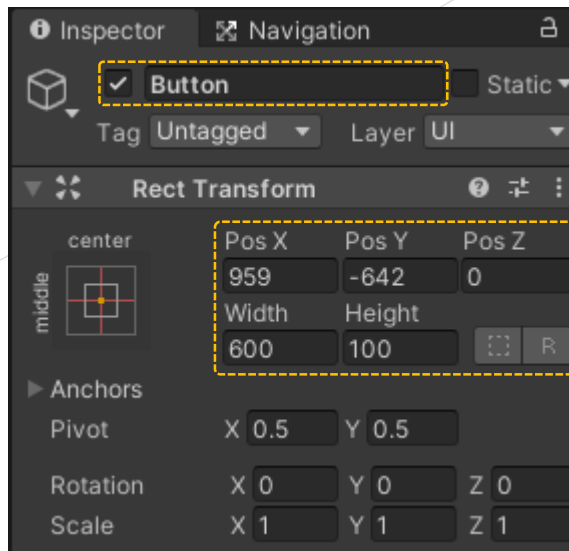 Inspector Navigation
Button Static
Tag Untagged Layer UI
Rect Transform
center Pos X Pos Y Pos Z
959 -642 0
middle
Width Height
600 100 R
Anchors
Pivot X 0.5 Y 0.5
Rotation X 0 Y 0 Z 0
Scale X 1 Y 1 Z 1